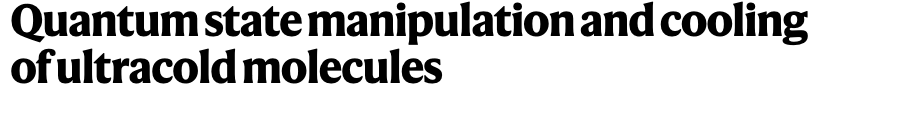 Quantum state manipulation and cooling
of ultracold molecules